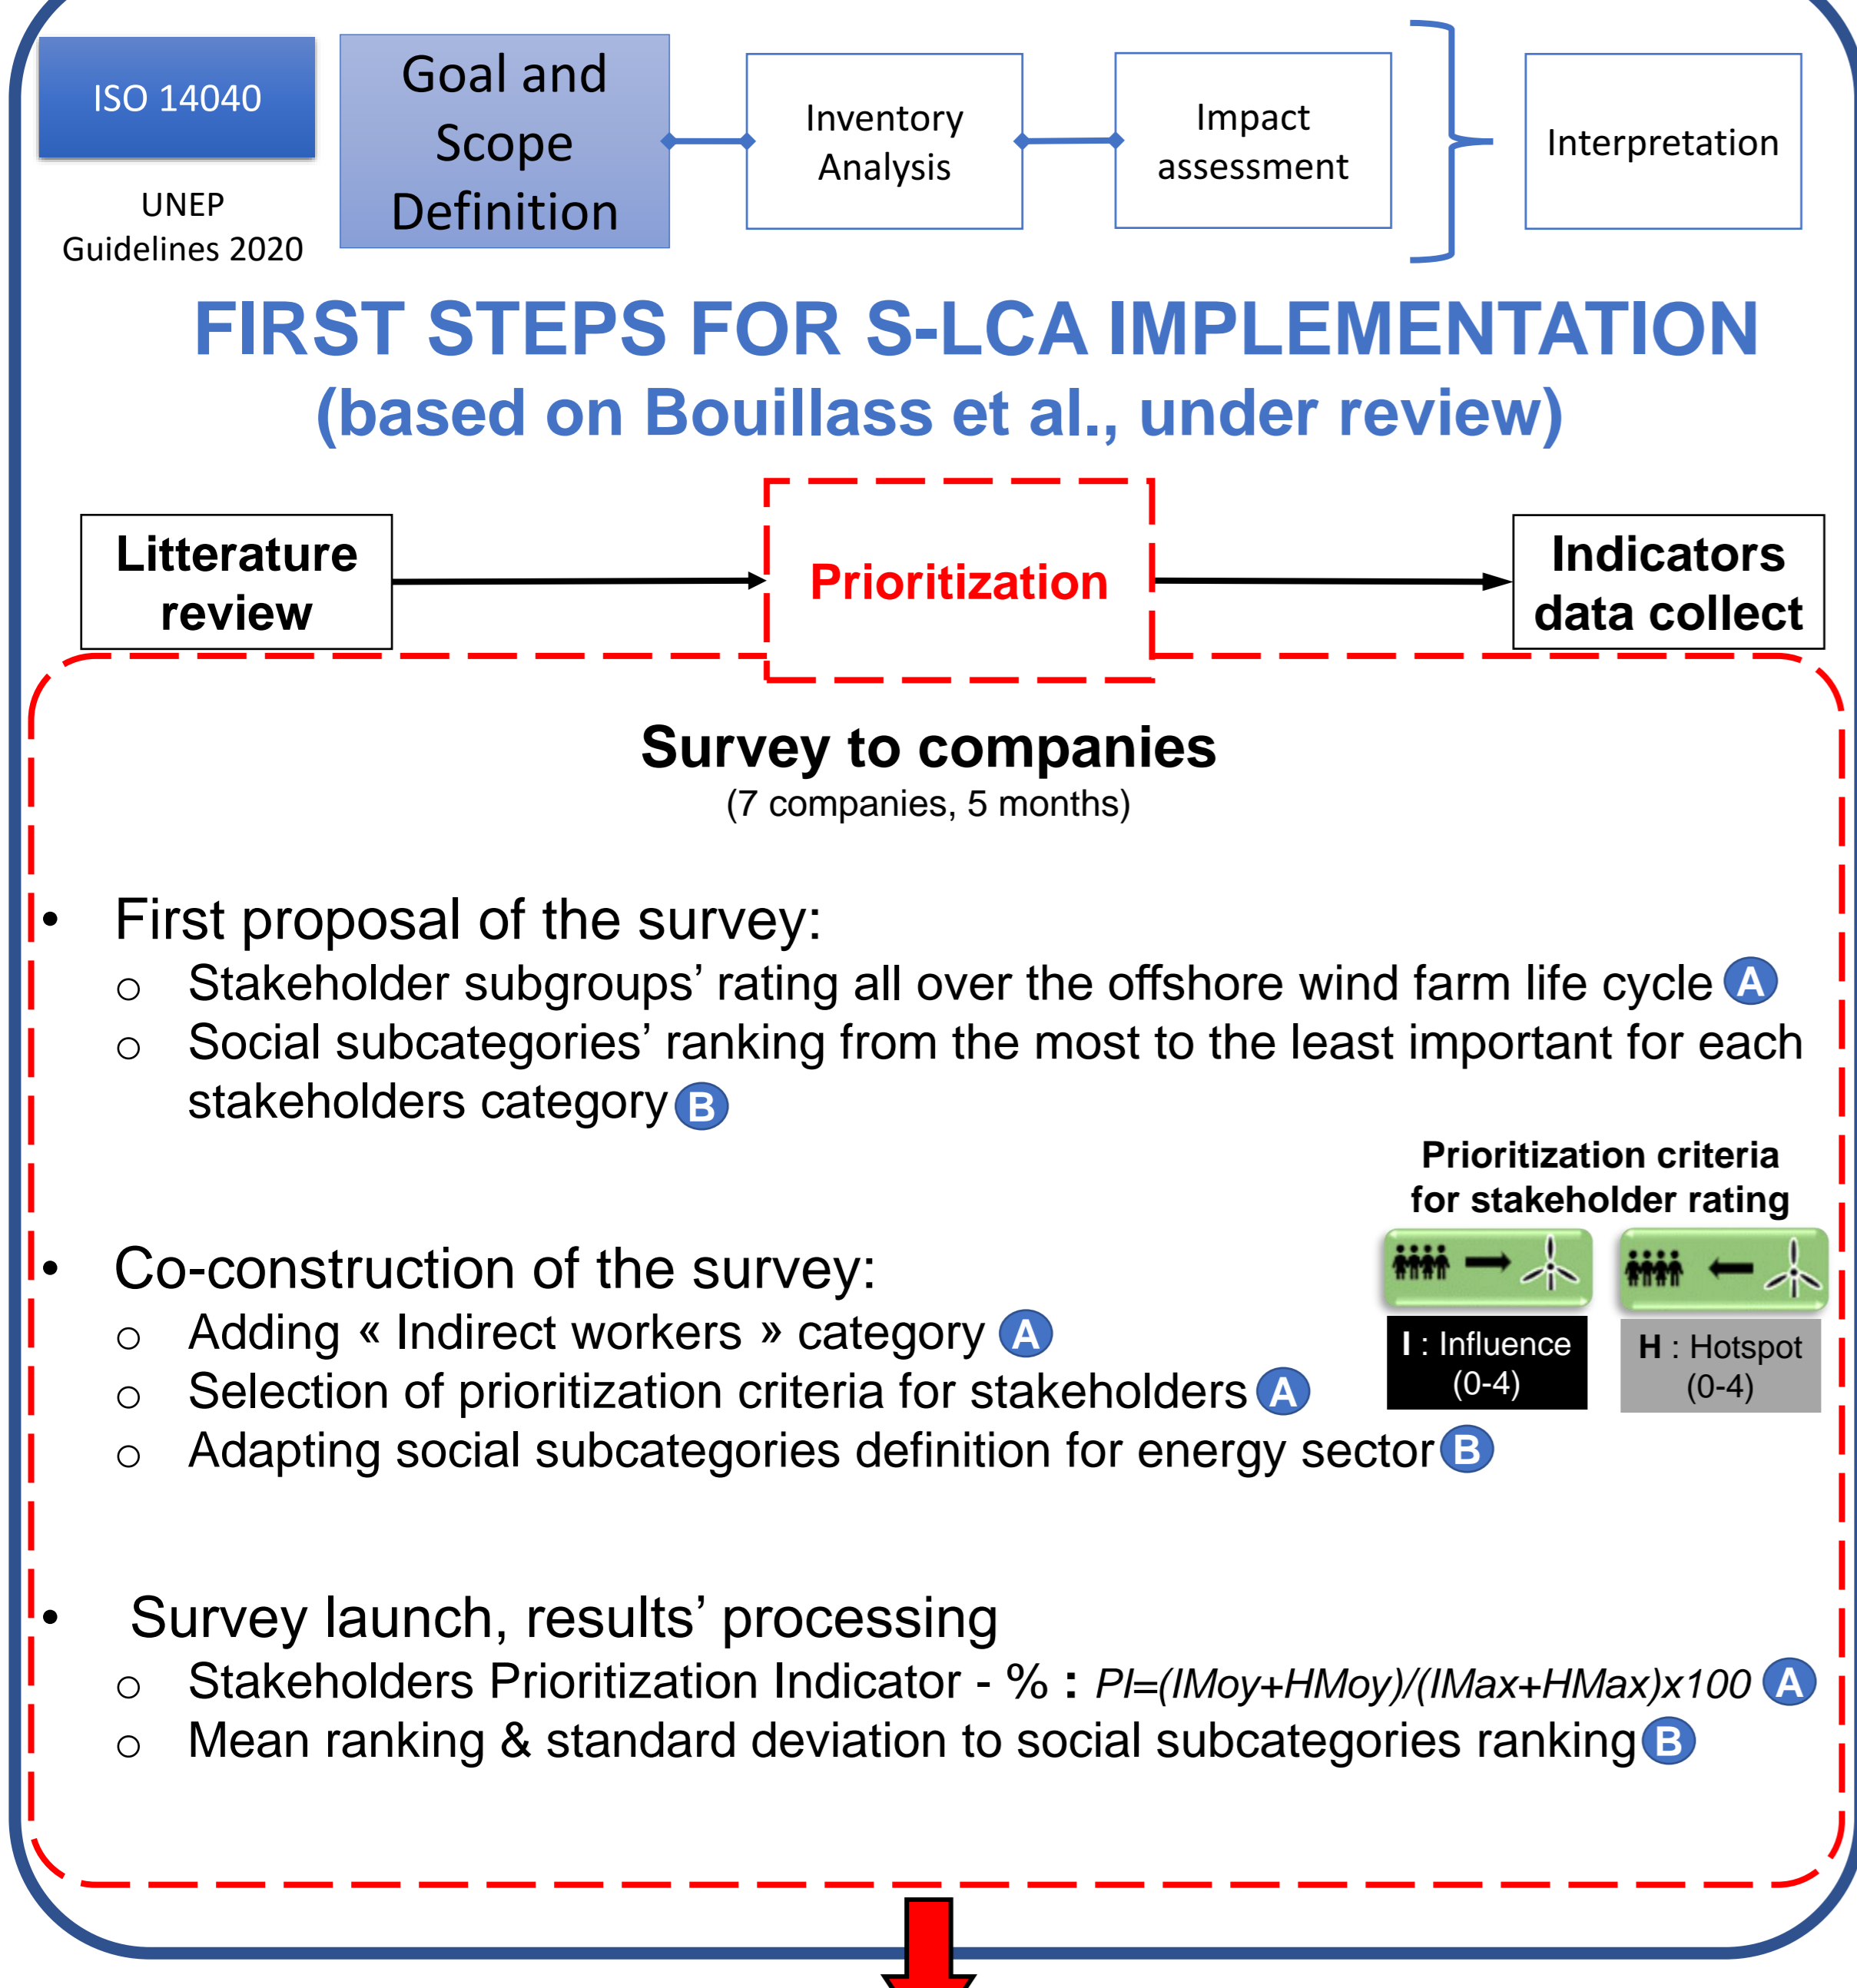 ISO 14040
UNEP
Guidelines 2020
Goal and
Scope
Definition
Inventory
Analysis
Impact
assessment
Interpretation
FIRST STEPS FOR S-LCA IMPLEMENTATION
(based on Bouillass et al., under review)
Litterature
review
Prioritization
Indicators
data collect
Survey to companies
(7 companies, 5 months)
• First proposal of the survey:
o Stakeholder subgroups’ rating all over the offshore wind farm life cycle A
o Social subcategories’ ranking from the most to the least important for each
stakeholders category B
Prioritization criteria
for stakeholder rating
I : Influence
(0-4)
H : Hotspot
(0-4)
• Co-construction of the survey:
o Adding « Indirect workers » category A
o Selection of prioritization criteria for stakeholders A
o Adapting social subcategories definition for energy sector B
• Survey launch, results’ processing
o Stakeholders Prioritization Indicator - % : PI=(IMoy+HMoy)/(IMax+HMax)x100 A
o Mean ranking & standard deviation to social subcategories ranking B